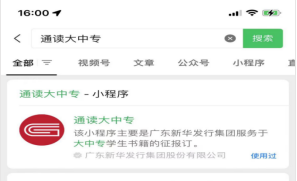 16:00
通读大中专
搜索
全部 视频号 文章 公众号 小程序
通读大中专 - 小程序
通读大中专
该小程序主要是广东新华发行集团服务于
大中专学生书籍的征报订。
广东新华发行集团股份有限公司 使用过